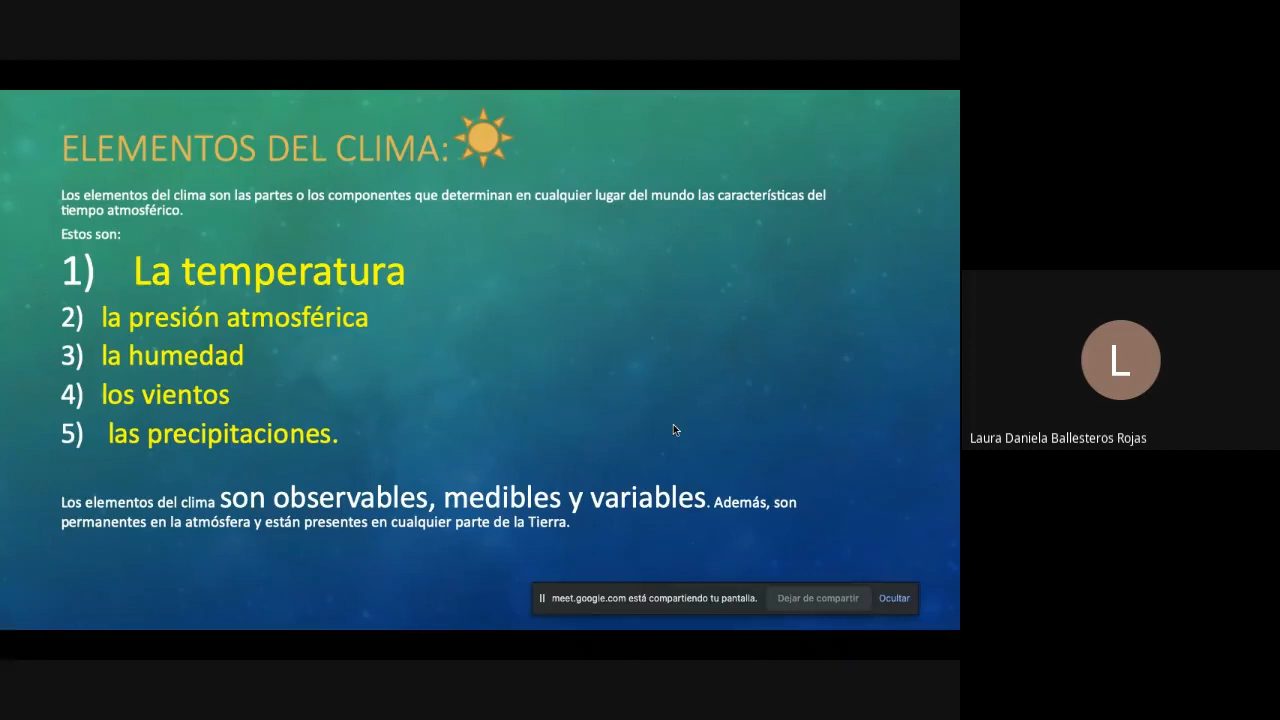 ELEMENTOS DEL CLIMA:
Los elementos del clima son las partes o los componentes que determinan en cualquier lugar del mundo las características del
tiempo atmosférico.
Estos son:
1) La temperatura
2) la presión atmosférica
3) la humedad
4) los vientos
5) las precipitaciones.
Los elementos del clima son observables, medibles y variables. Además, son
permanentes en la atmósfera y están presentes en cualquier parte de la Tierra.
meet.google.com está compartiendo tu pantalla. Dejar de compartir Ocultar
L
Laura Daniela Ballesteros Rojas